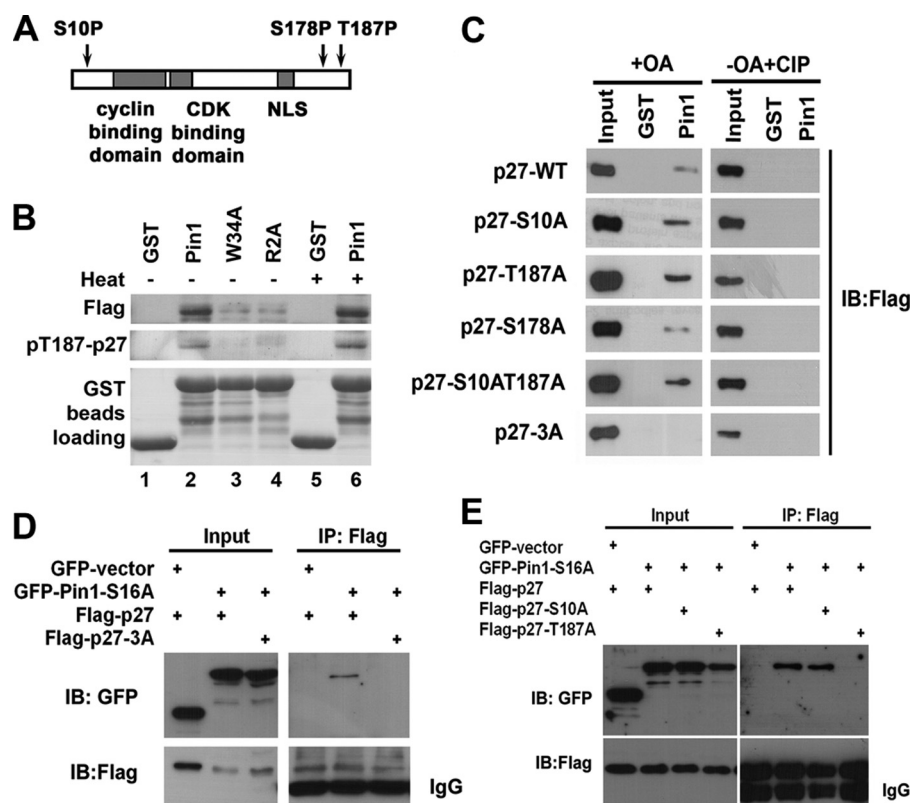 A
S10P S178P T187P
cyclin binding domain
CDK binding domain
NLS
B
GST Pin1 W34A R2A GST Pin1
Heat - - - - + +
Flag
pT187-p27
GST beads loading
1 2 3 4 5 6
C
+OA -OA+CIP
Input GST Pin1 Input GST Pin1
p27-WT
p27-S10A
p27-T187A
p27-S178A
p27-S10AT187A
p27-3A
IB:Flag
D
Input IP: Flag
GFP-vector + +
GFP-Pin1-S16A + + + +
Flag-p27 + + + +
Flag-p27-3A + +
IB: GFP
IB:Flag
IgG
E
Input IP: Flag
GFP-vector + +
GFP-Pin1-S16A + + + + + +
Flag-p27 + + + +
Flag-p27-S10A + +
Flag-p27-T187A + +
IB: GFP
IB:Flag
IgG